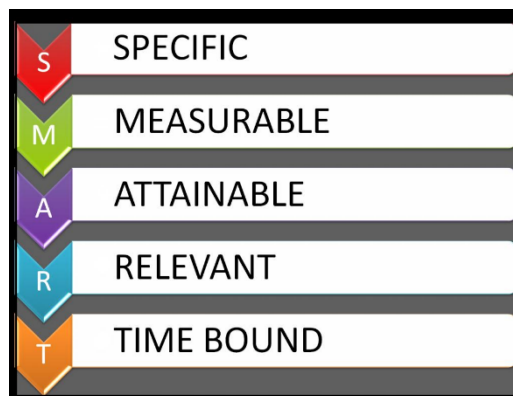 S SPECIFIC
M MEASURABLE
A ATTAINABLE
R RELEVANT
T TIME BOUND